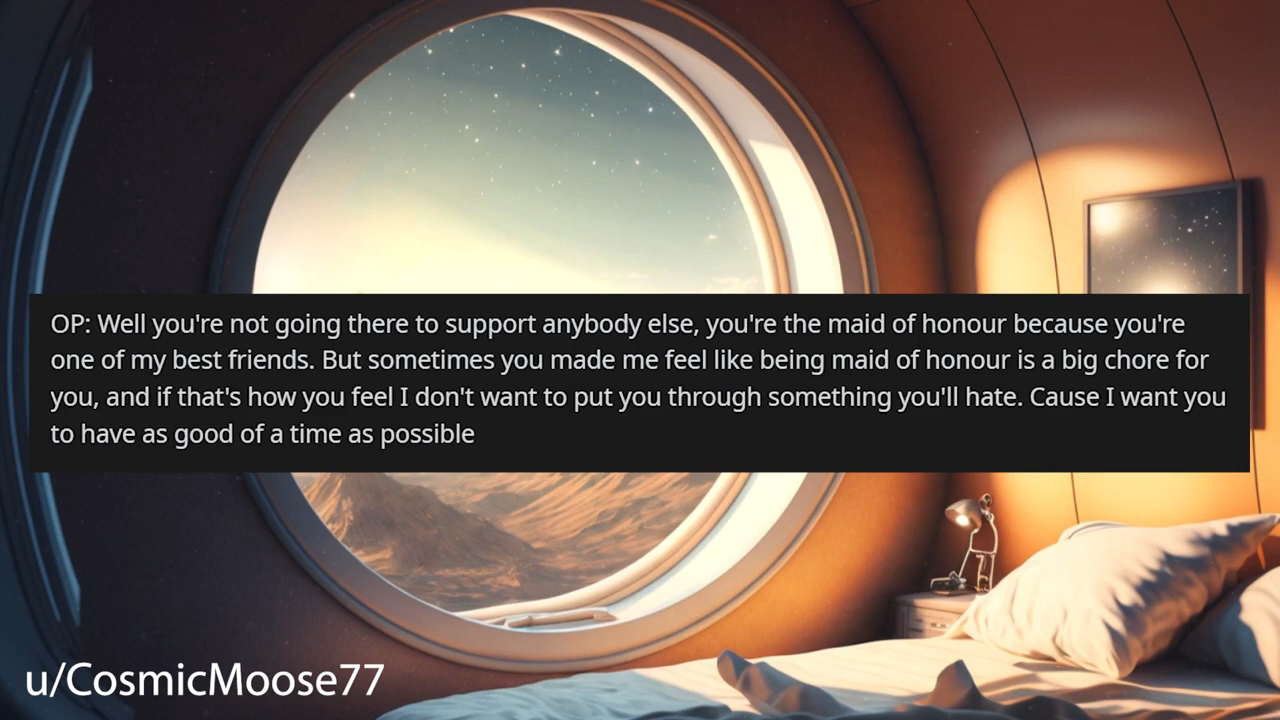 OP: Well you're not going there to support anybody else, you're the maid of honour because you're
one of my best friends. But sometimes you made me feel like being maid of honour is a big chore for
you, and if that's how you feel I don't want to put you through something you'll hate. Cause I want you
to have as good of a time as possible
u/CosmicMoose77